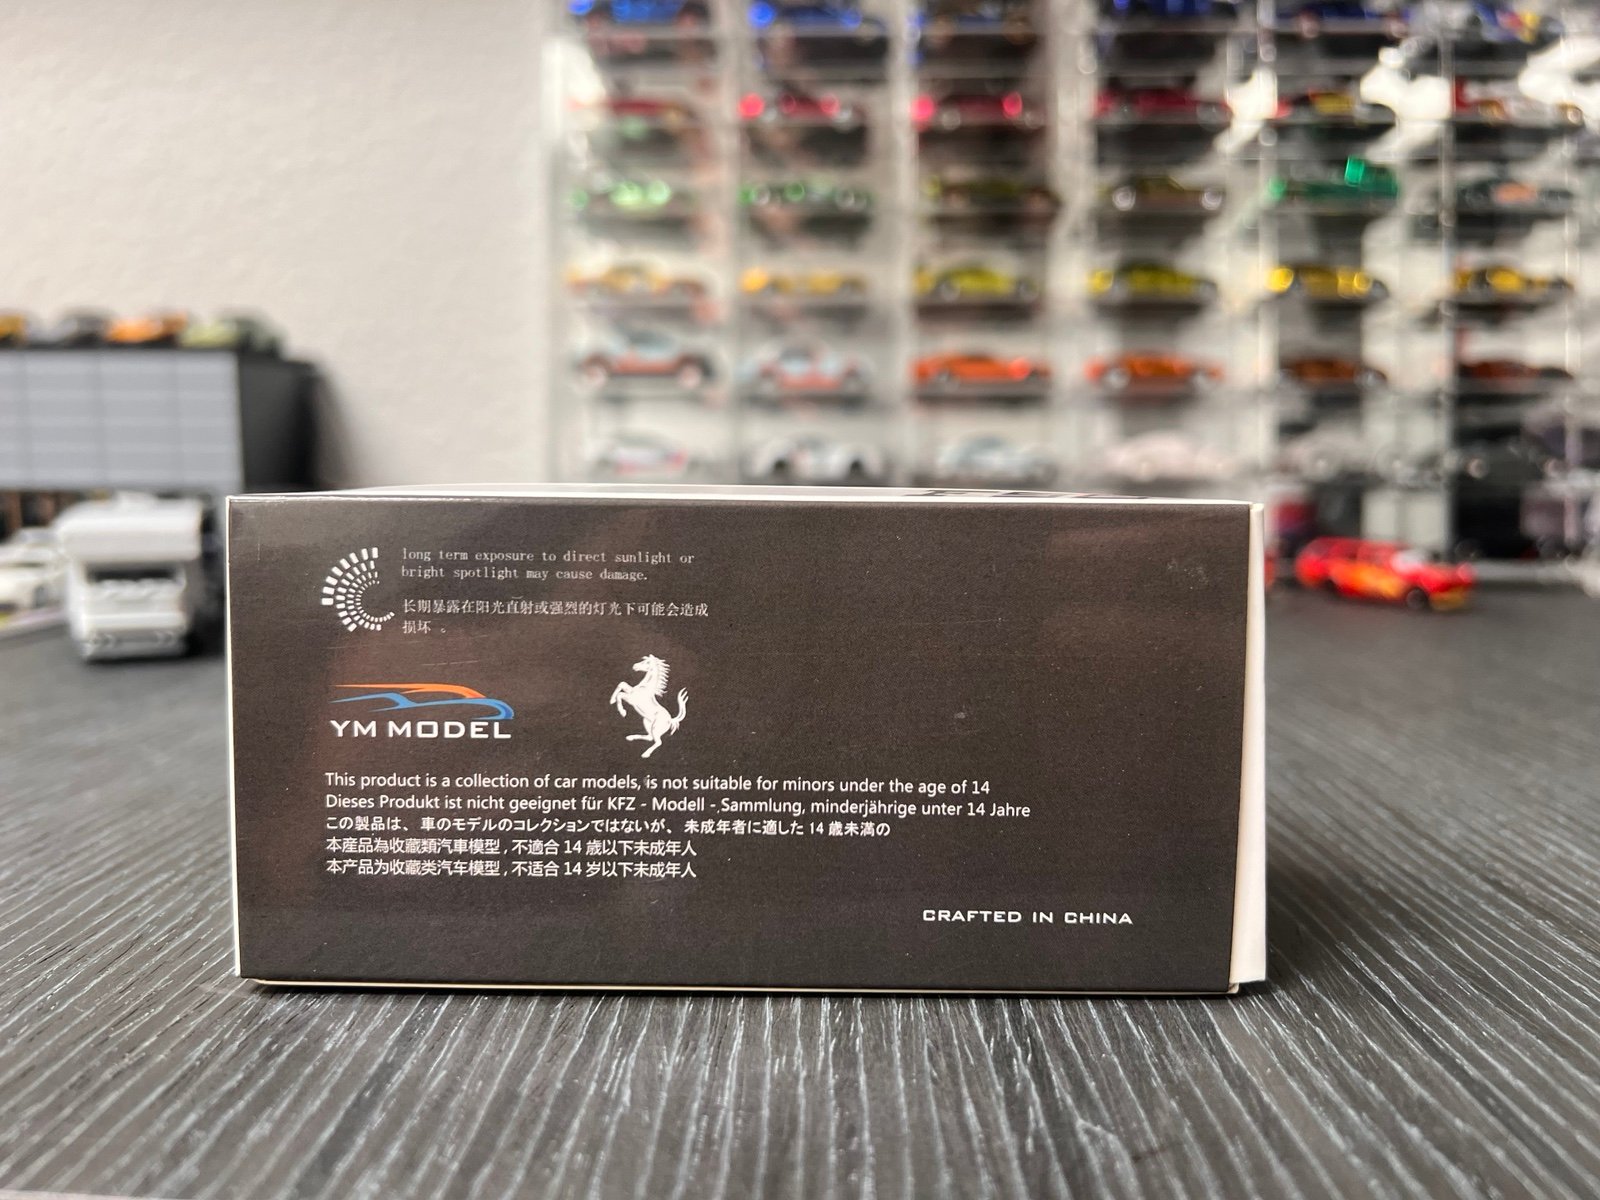 long term exposure to direct sunlight or
bright spotlight may cause damage.
长期暴露在阳光直射或强烈的灯光下可能会造成
损坏 。
YM MODEL
This product is a collection of car models, is not suitable for minors under the age of 14
Dieses Produkt ist nicht geeignet für KFZ - Modell - Sammlung, minderjährige unter 14 Jahre
この製品は、車のモデルのコレクションではないが、未成年者に適した 14 歳未満の
本産品為收藏類汽車模型 , 不適合 14 歲以下未成年人
本产品为收藏类汽车模型 , 不适合 14 岁以下未成年人
CRAFTED IN CHINA